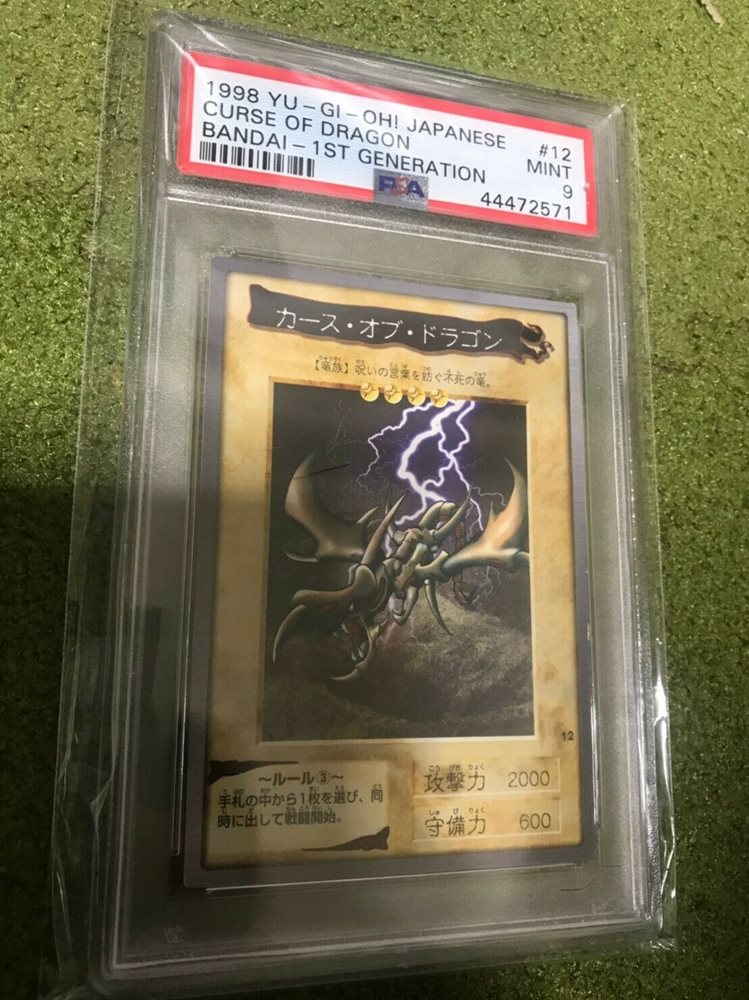 1998 YU-GI-OH! JAPANESE #12
CURSE OF DRAGON MINT
BANDAI-1ST GENERATION 9
PSA 44472571
カース・オブ・ドラゴン
【竜族】呪いの言葉を紡ぐ不死の竜。
12
〜ルール③〜
手札の中から1枚を選び、同
時に出して戦闘開始。
攻撃力 2000
守備力 600